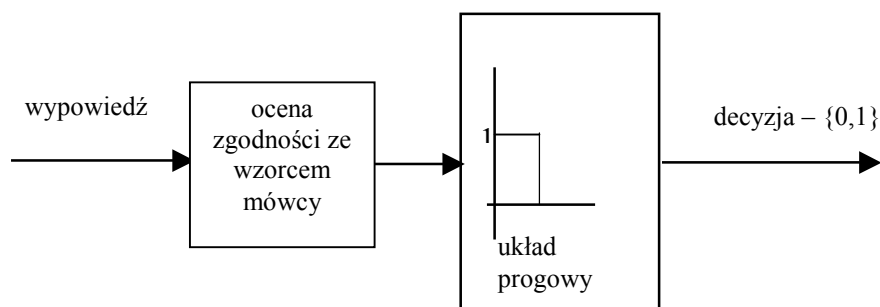 wypowiedź
ocena
zgodności ze
wzorcem
mówcy
1
układ
progowy
decyzja – {0,1}